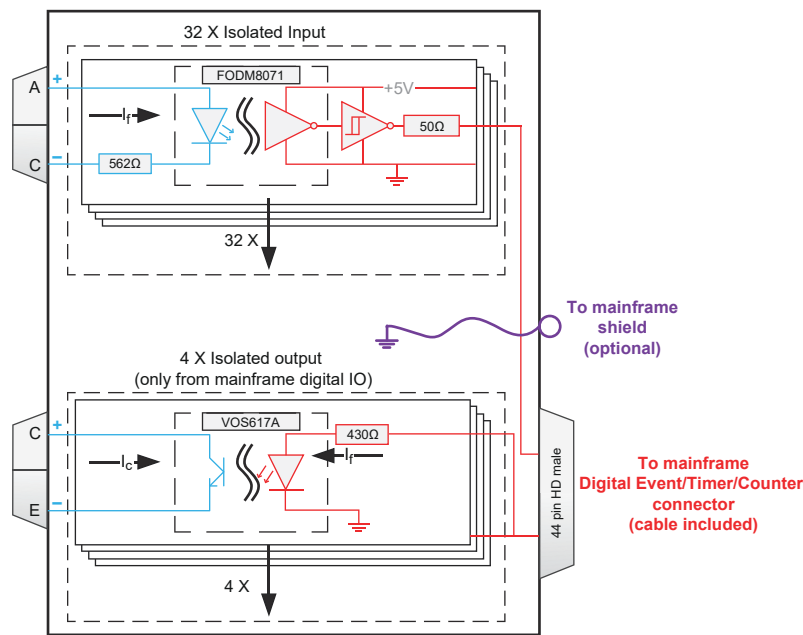 32 X Isolated Input
FODM8071
A
+
If
+5V
50Ω
C
−
562Ω
32 X
To mainframe
shield
(optional)
4 X Isolated output
(only from mainframe digital IO)
VOS617A
C
+
430Ω
Ic
If
E
−
4 X
44 pin HD male
To mainframe
Digital Event/Timer/Counter
connector
(cable included)